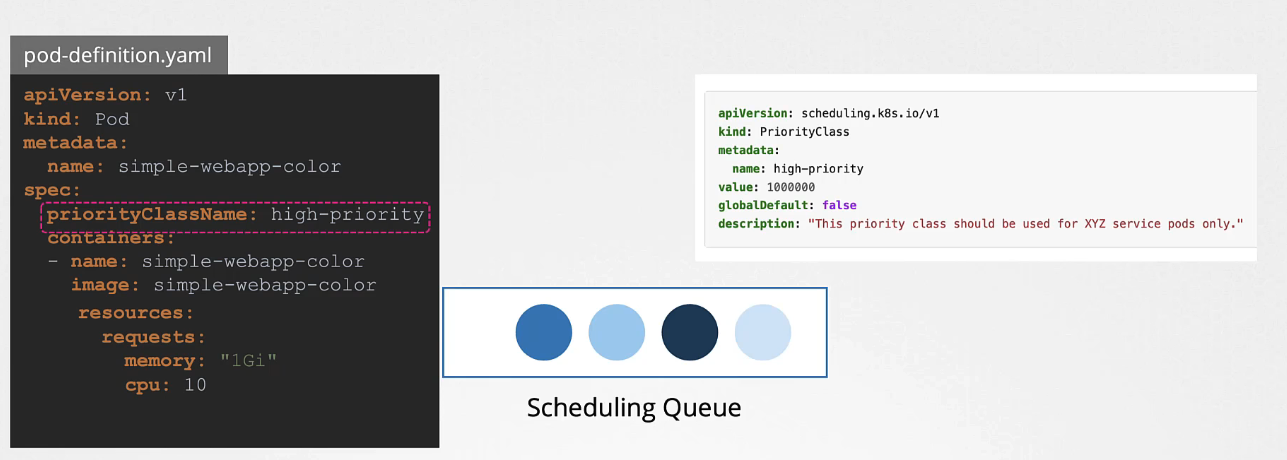 pod-definition.yaml
apiVersion: v1
kind: Pod
metadata:
  name: simple-webapp-color
spec:
  priorityClassName: high-priority
  containers:
  - name: simple-webapp-color
    image: simple-webapp-color
    resources:
      requests:
        memory: "1Gi"
        cpu: 10
apiVersion: scheduling.k8s.io/v1
kind: PriorityClass
metadata:
  name: high-priority
value: 1000000
globalDefault: false
description: "This priority class should be used for XYZ service pods only."
Scheduling Queue